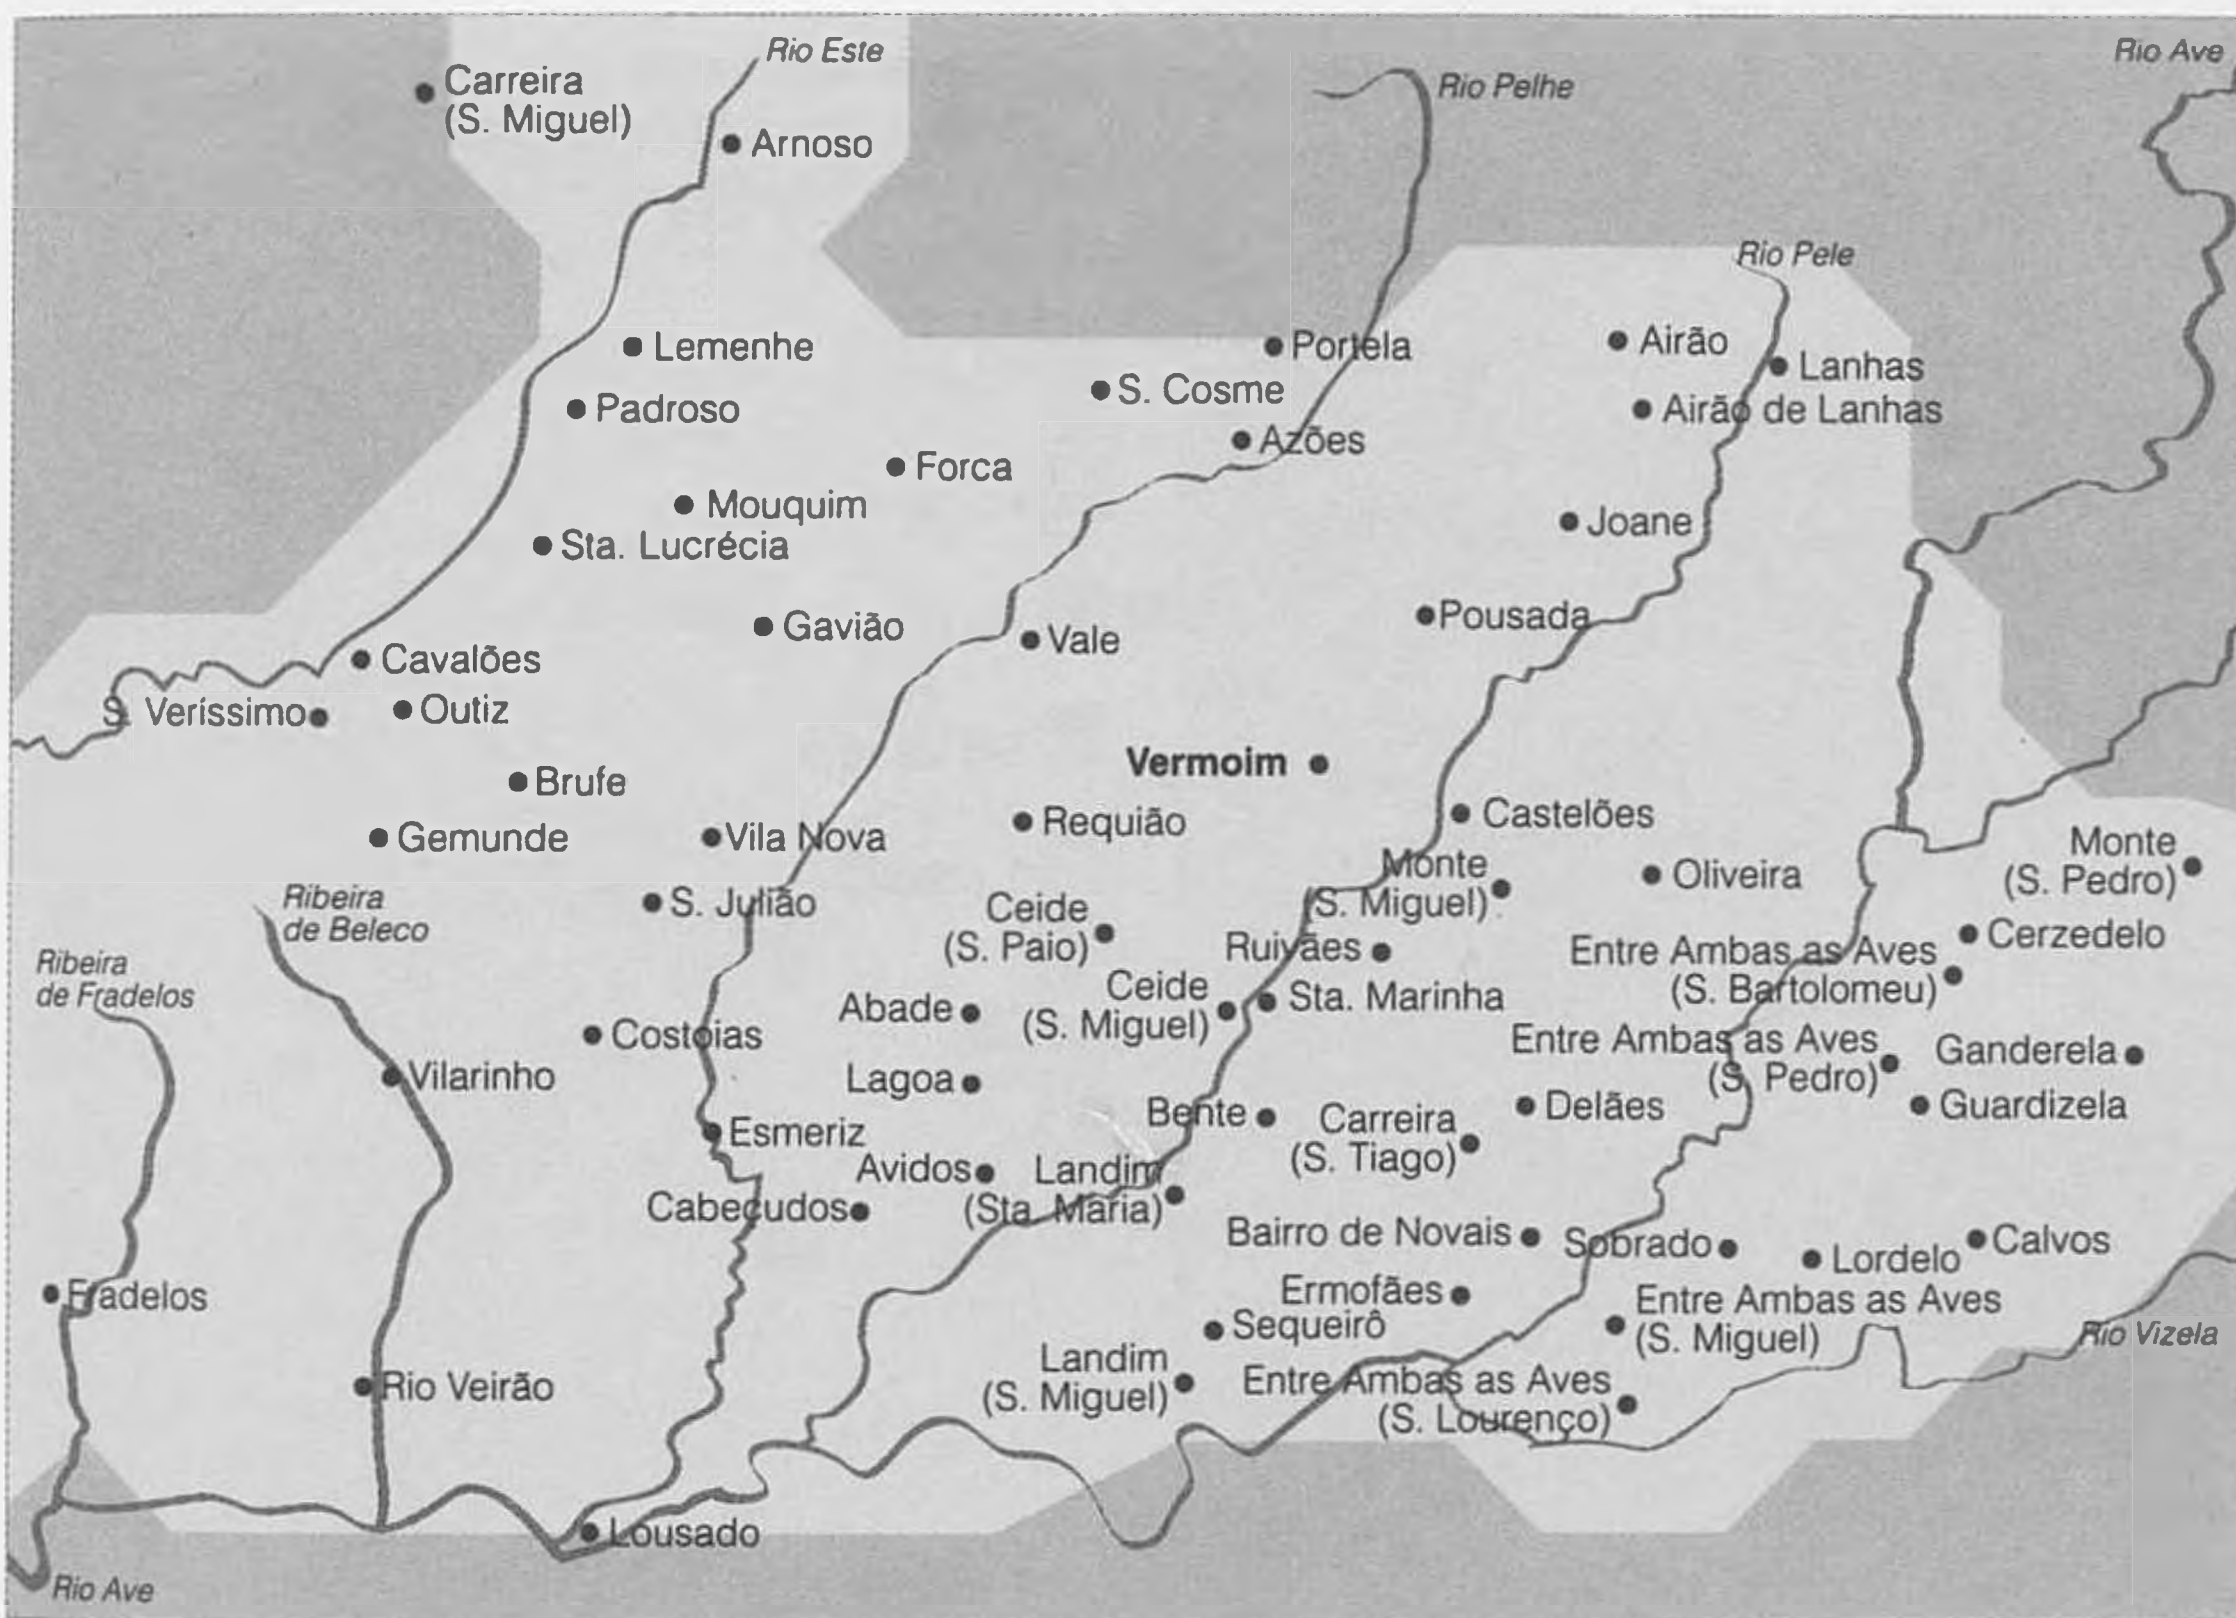 Rio Este
Rio Ave
Carreira
(S. Miguel)
Rio Pelhe
Arnoso
Rio Pele
Lemenhe
Portela
Airão
Lanhas
S. Cosme
Padroso
Airão de Lanhas
Azões
Forca
Mouquim
Joane
Sta. Lucrécia
Pousada
Gavião
Vale
Cavalões
S. Veríssimo
Outiz
Vermoim
Brufe
Castelões
Requião
Gemunde
Vila Nova
Monte
(S. Pedro)
Monte
(S. Miguel)
Oliveira
Ribeira
de Beleco
S. Julião
Ceide
(S. Paio)
Cerzedelo
Ruivães
Entre Ambas as Aves
(S. Bartolomeu)
Ribeira
de Fradelos
Ceide
(S. Miguel)
Sta. Marinha
Abade
Costoias
Entre Ambas as Aves
(S. Pedro)
Ganderela
Vilarinho
Lagoa
Bente
Delães
Guardizela
Carreira
(S. Tiago)
Esmeriz
Avidos
Landim
(Sta. Maria)
Cabeçudos
Bairro de Novais
Sobrado
Lordelo
Calvos
Fradelos
Ermofães
Entre Ambas as Aves
(S. Miguel)
Sequeirô
Rio Vizela
Landim
(S. Miguel)
Rio Veirão
Entre Ambas as Aves
(S. Lourenço)
Lousado
Rio Ave